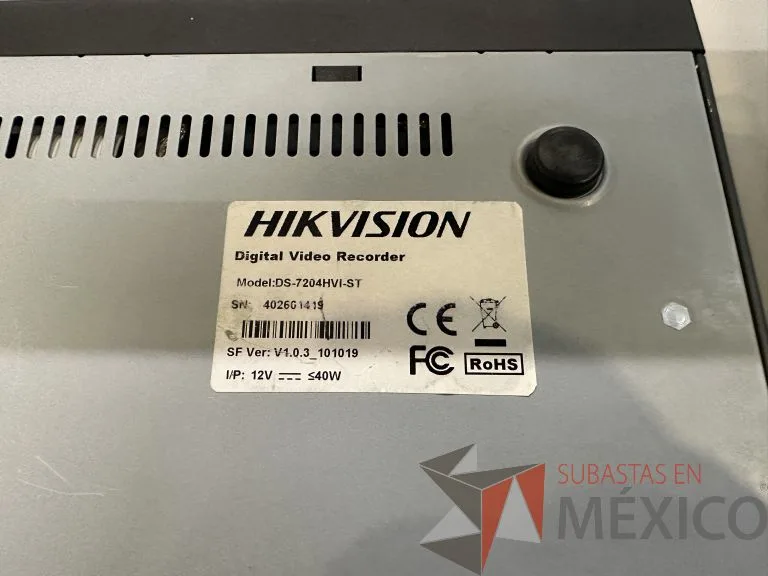 HIKVISION
Digital Video Recorder
Model:DS-7204HVI-ST
SN: 402661419
SF Ver: V1.0.3_101019
I/P: 12V ⎓ ≤40W
CE
FC
RoHS
SUBASTAS EN
MÉXICO